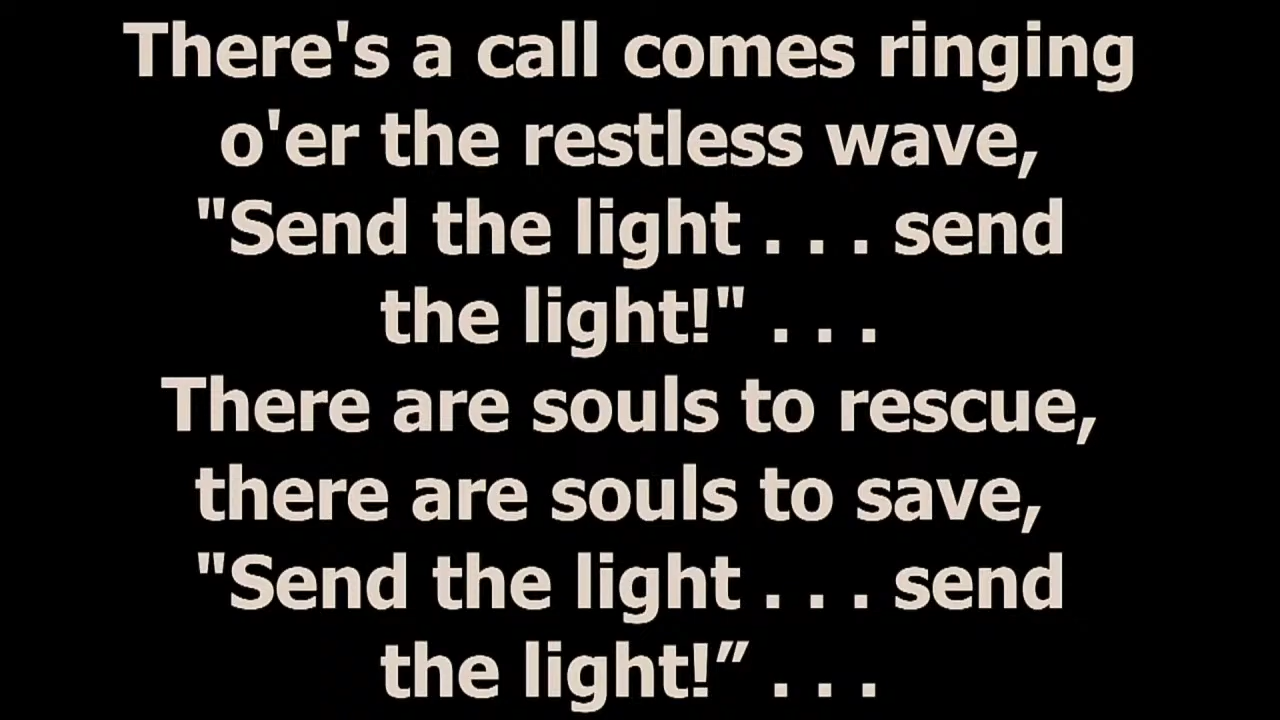 There's a call comes ringing
o'er the restless wave,
"Send the light . . . send
the light!" . . .
There are souls to rescue,
there are souls to save,
"Send the light . . . send
the light!” . . .